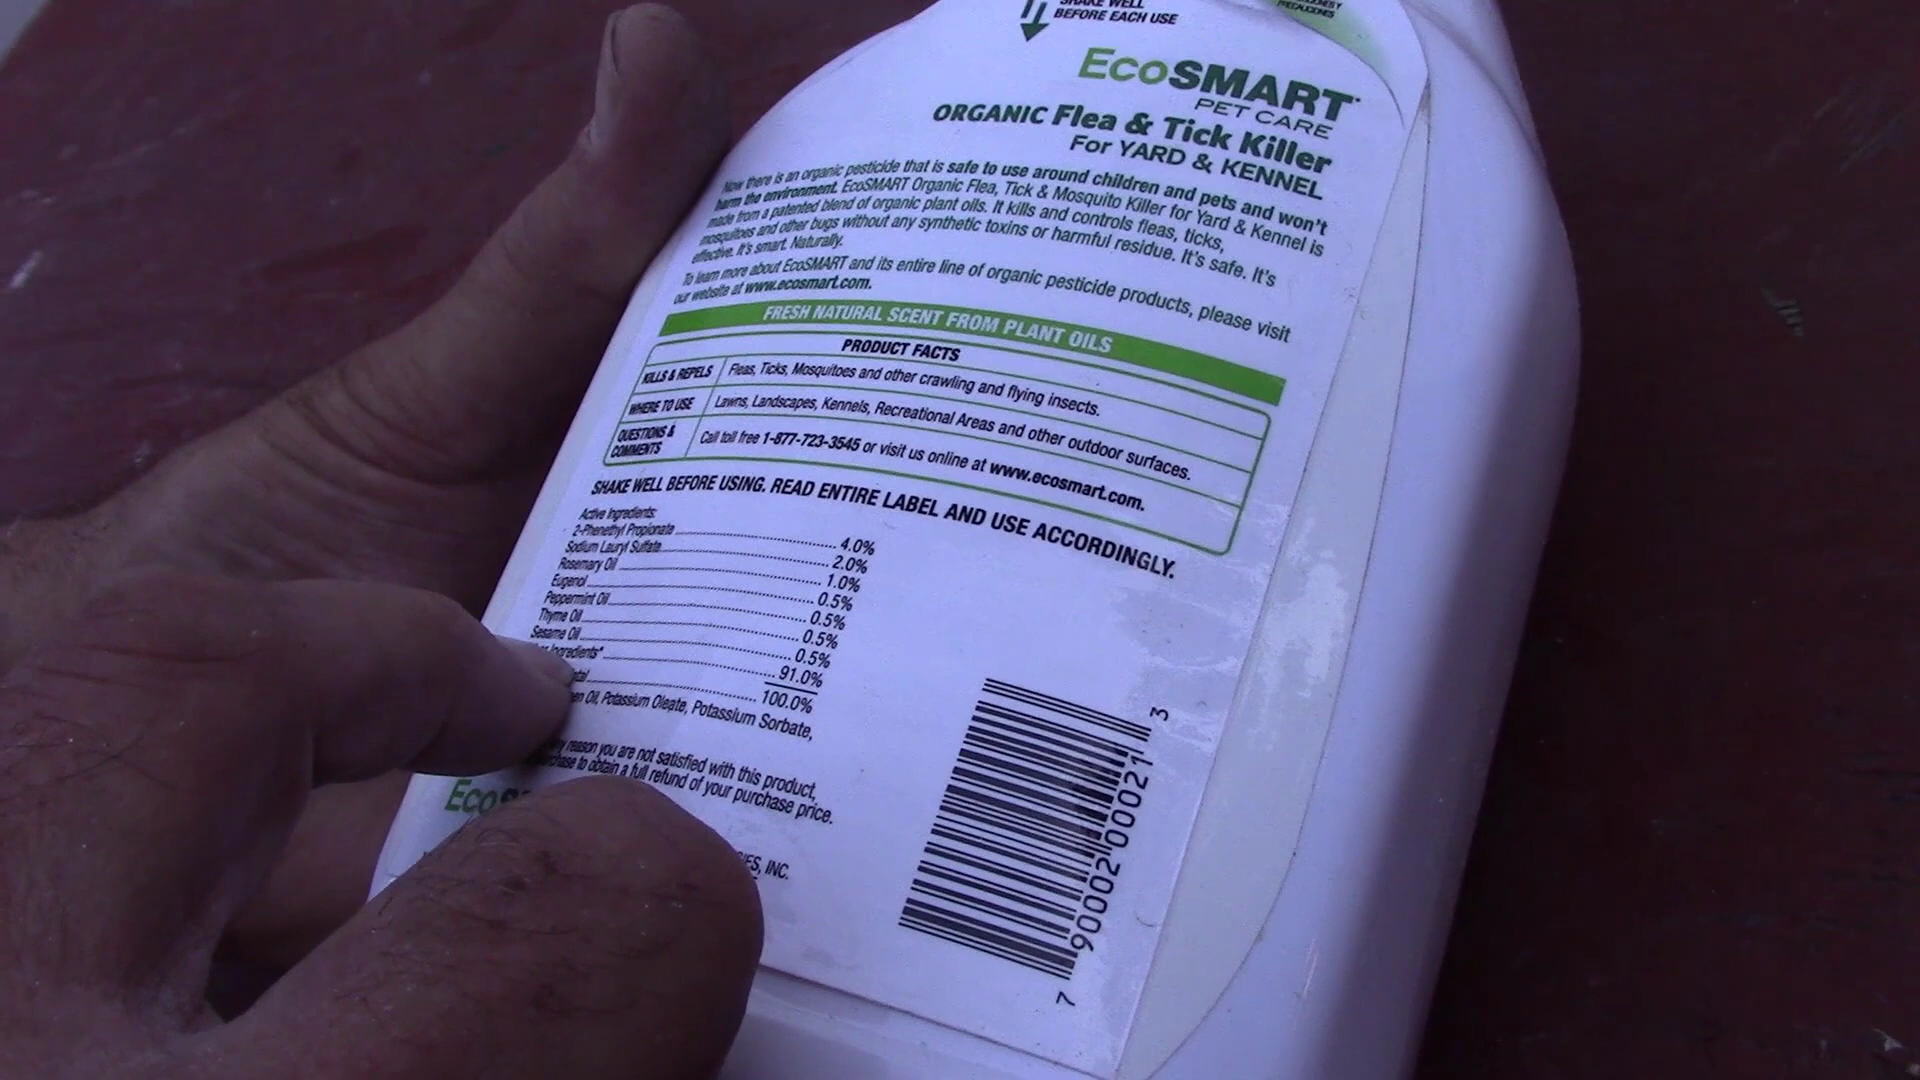 SHAKE WELL
BEFORE EACH USE
PRECAUCIONES
EcoSMART
PET CARE
ORGANIC Flea & Tick Killer
For YARD & KENNEL
Now there is an organic pesticide that is safe to use around children and pets and won't
harm the environment. EcoSMART Organic Flea, Tick & Mosquito Killer for Yard & Kennel is
made from a patented blend of organic plant oils. It kills and controls fleas, ticks,
mosquitoes and other bugs without any synthetic toxins or harmful residue. It's safe. It's
effective. It's smart. Naturally.
To learn more about EcoSMART and its entire line of organic pesticide products, please visit
our website at www.ecosmart.com.
FRESH NATURAL SCENT FROM PLANT OILS
PRODUCT FACTS
KILLS & REPELS Fleas, Ticks, Mosquitoes and other crawling and flying insects.
WHERE TO USE Lawns, Landscapes, Kennels, Recreational Areas and other outdoor surfaces.
QUESTIONS &
COMMENTS Call toll free 1-877-723-3545 or visit us online at www.ecosmart.com.
SHAKE WELL BEFORE USING. READ ENTIRE LABEL AND USE ACCORDINGLY.
Active Ingredients:
2-Phenethyl Propionate 4.0%
Sodium Lauryl Sulfate 2.0%
Rosemary Oil 1.0%
Eugenol 0.5%
Peppermint Oil 0.5%
Thyme Oil 0.5%
Sesame Oil 0.5%
Ingredients* 91.0%
100.0%
Oil, Potassium Oleate, Potassium Sorbate,
reason you are not satisfied with this product,
to obtain a full refund of your purchase price.
Eco
INC.
7 90002 00021 3